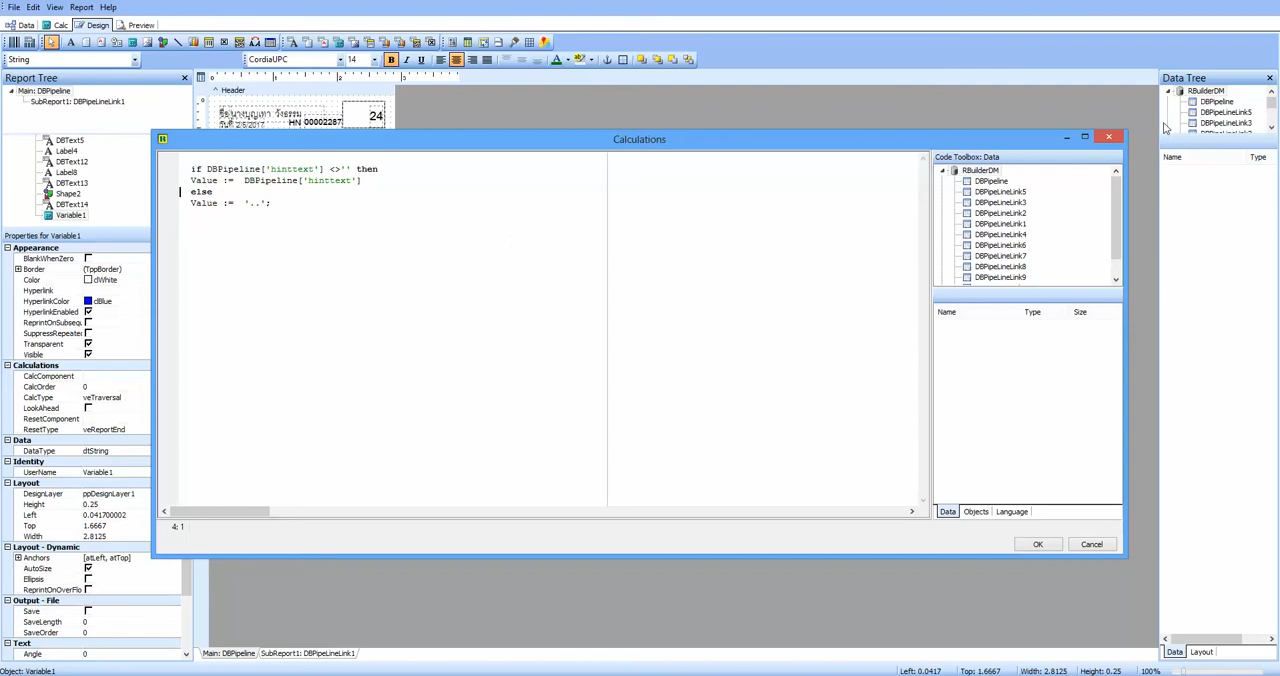 File Edit View Report Help
Data Calc Design Preview
String CordiaUPC 14 B I U
Report Tree
Main: DBPipeline
SubReport1: DBPipeLineLink1
DBText5
Label4
DBText12
Label8
DBText13
Shape2
DBText14
Variable1
Properties for Variable1
Appearance
BlankWhenZero
Border (TppBorder)
Color clWhite
Hyperlink
HyperlinkColor clBlue
HyperlinkEnabled
ReprintOnSubsequ
SuppressRepeate
Transparent
Visible
Calculations
CalcComponent
CalcOrder 0
CalcType veTraversal
LookAhead
ResetComponent
ResetType veReportEnd
Data
DataType dtString
Identity
UserName Variable1
Layout
DesignLayer ppDesignLayer1
Height 0.25
Left 0.041700002
Top 1.6667
Width 2.8125
Layout - Dynamic
Anchors [atLeft, atTop]
AutoSize
Ellipsis
ReprintOnOverFlo
Output - File
Save
SaveLength 0
SaveOrder 0
Text
Angle 0
Header
HN 00002287
24
Calculations
if DBPipeline['hinttext'] <>'' then
Value := DBPipeline['hinttext']
else
Value := '..';
4: 1
Code Toolbox: Data
RBuilderDM
DBPipeline
DBPipeLineLink5
DBPipeLineLink3
DBPipeLineLink2
DBPipeLineLink1
DBPipeLineLink4
DBPipeLineLink6
DBPipeLineLink7
DBPipeLineLink8
DBPipeLineLink9
Name Type Size
Data Objects Language
OK Cancel
Data Tree
RBuilderDM
DBPipeline
DBPipeLineLink5
DBPipeLineLink3
Name Type
Data Layout
Main: DBPipeline SubReport1: DBPipeLineLink1
Object: Variable1 Left: 0.0417 Top: 1.6667 Width: 2.8125 Height: 0.25 100%